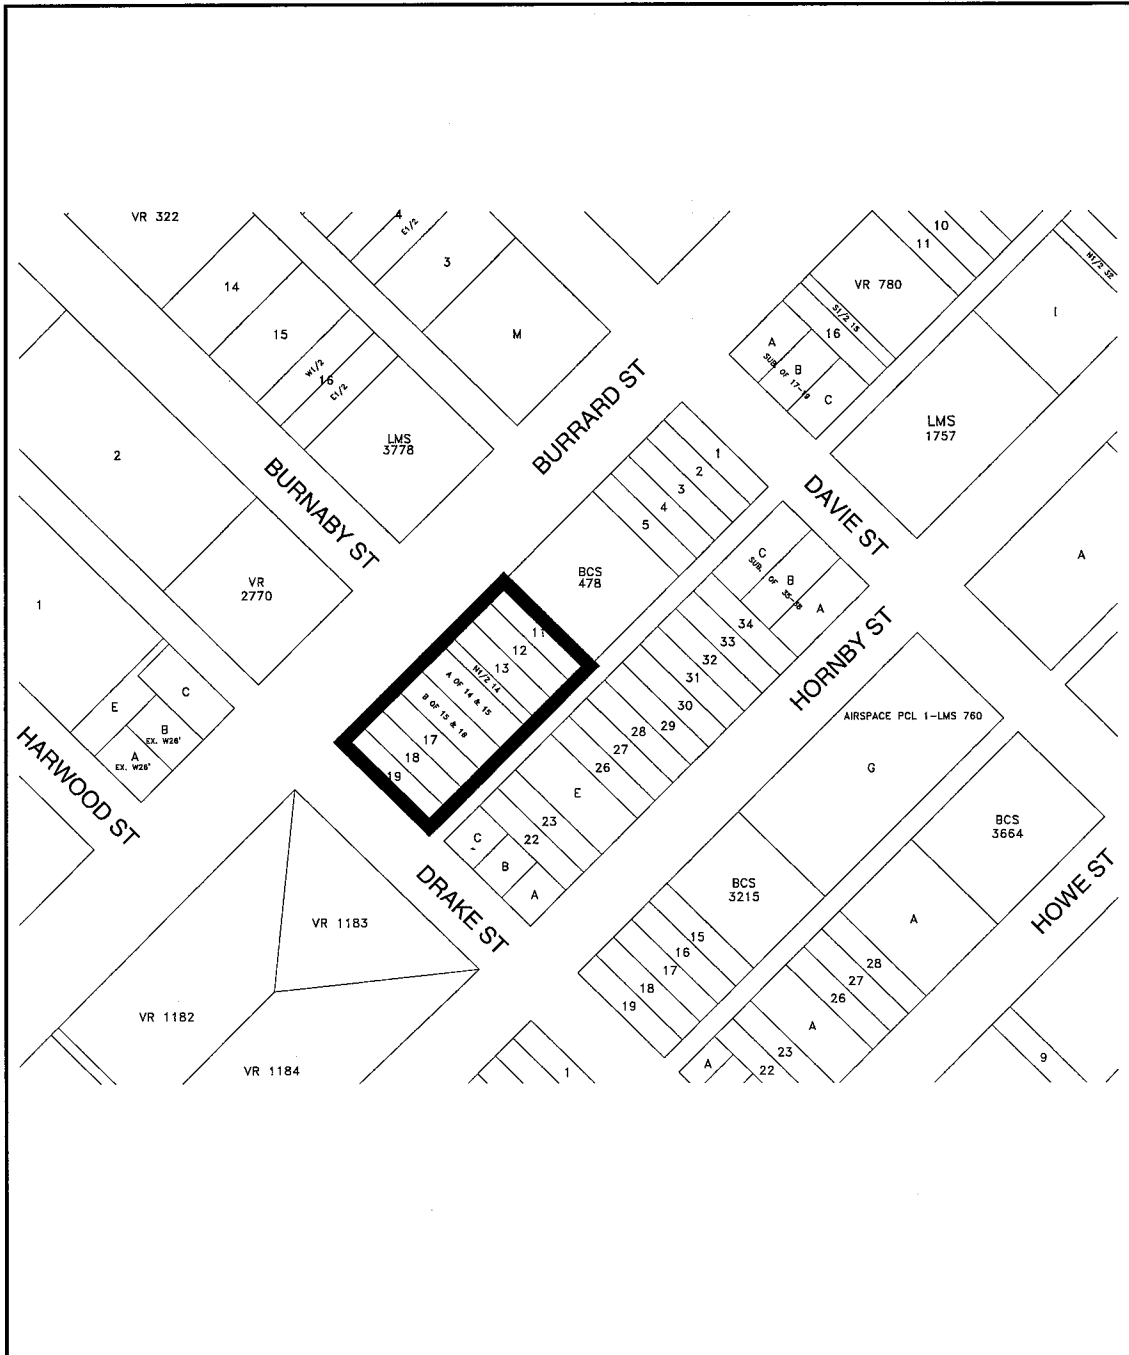 VR 322
4
E1/2
3
14
15
W1/2
16
E1/2
M
2
LMS
3778
BURNABY ST
BURRARD ST
VR
2770
1
C
E
B
EX. W26'
A
EX. W26'
HARWOOD ST
10
11
VR 780
S1/2 15
16
A
B
C
SUB. OF 17-19
N1/2 32
LMS
1757
DAVIE ST
A
1
2
3
4
5
BCS
478
11
12
13
N1/2 14
A OF 14 & 15
B OF 15 & 16
17
18
19
C
B
A
SUB. OF 35-38
34
33
32
31
30
29
28
27
26
E
23
22
C
B
A
HORNBY ST
DRAKE ST
AIRSPACE PCL 1-LMS 760
G
BCS
3664
BCS
3215
HOWE ST
A
15
16
17
18
19
28
27
26
A
23
22
A
9
VR 1183
VR 1182
VR 1184
1